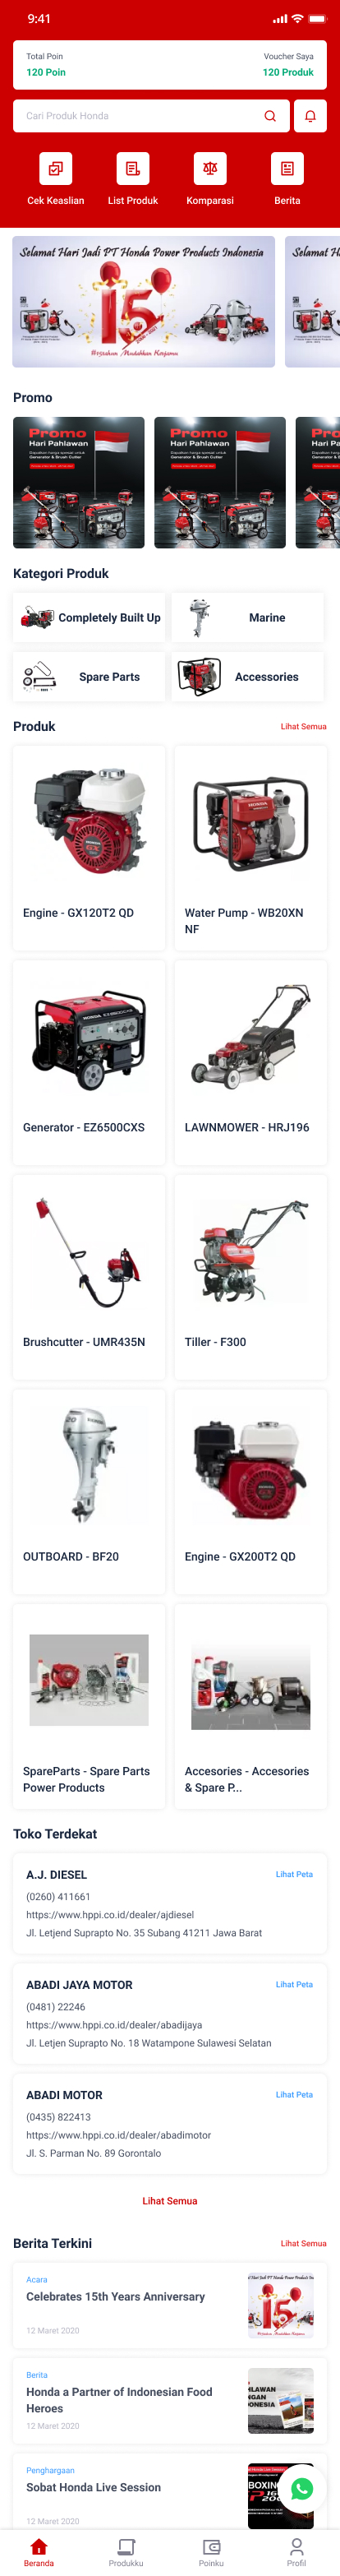 9:41
Total Poin
Voucher Saya
120 Poin
120 Produk
Cari Produk Honda
Cek Keaslian
List Produk
Komparasi
Berita
Selamat Hari Jadi PT Honda Power Products Indonesia
15
Mudahkan Kerjamu
Selamat H
Promo
Promo
Hari Pahlawan
Generator & Brush Cutter
Promo
Hari Pahlawan
Generator & Brush Cutter
Kategori Produk
Completely Built Up
Marine
Spare Parts
Accessories
Produk
Lihat Semua
Engine - GX120T2 QD
Water Pump - WB20XN NF
Generator - EZ6500CXS
LAWNMOWER - HRJ196
Brushcutter - UMR435N
Tiller - F300
OUTBOARD - BF20
Engine - GX200T2 QD
SpareParts - Spare Parts
Power Products
Accesories - Accesories
& Spare P...
Toko Terdekat
A.J. DIESEL
Lihat Peta
(0260) 411661
https://www.hppi.co.id/dealer/ajdiesel
Jl. Letjend Suprapto No. 35 Subang 41211 Jawa Barat
ABADI JAYA MOTOR
Lihat Peta
(0481) 22246
https://www.hppi.co.id/dealer/abadijaya
Jl. Letjen Suprapto No. 18 Watampone Sulawesi Selatan
ABADI MOTOR
Lihat Peta
(0435) 822413
https://www.hppi.co.id/dealer/abadimotor
Jl. S. Parman No. 89 Gorontalo
Lihat Semua
Berita Terkini
Lihat Semua
Acara
Celebrates 15th Years Anniversary
12 Maret 2020
15
Berita
Honda a Partner of Indonesian Food
Heroes
12 Maret 2020
Penghargaan
Sobat Honda Live Session
12 Maret 2020
Beranda
Produkku
Poinku
Profil